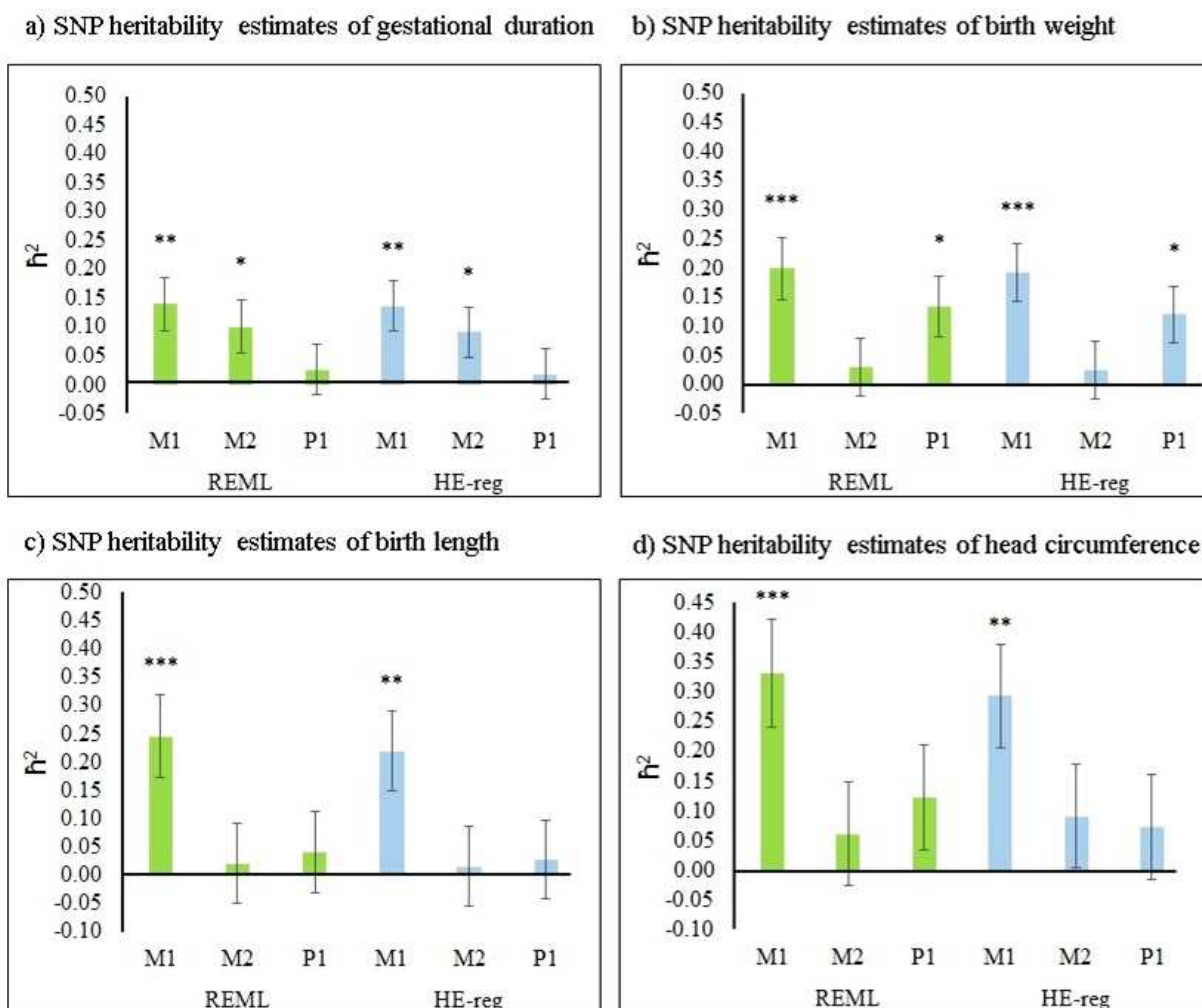 a) SNP heritability estimates of gestational duration
0.50
0.45
0.40
0.35
0.30
0.25
0.20
0.15
0.10
0.05
0.00
-0.05
ħ²
** * ** *
M1 M2 P1 M1 M2 P1
REML HE-reg
b) SNP heritability estimates of birth weight
0.50
0.45
0.40
0.35
0.30
0.25
0.20
0.15
0.10
0.05
0.00
-0.05
ħ²
*** * *** *
M1 M2 P1 M1 M2 P1
REML HE-reg
c) SNP heritability estimates of birth length
0.50
0.45
0.40
0.35
0.30
0.25
0.20
0.15
0.10
0.05
0.00
-0.05
-0.10
ħ²
*** **
M1 M2 P1 M1 M2 P1
REML HE-reg
d) SNP heritability estimates of head circumference
0.45
0.40
0.35
0.30
0.25
0.20
0.15
0.10
0.05
0.00
-0.05
-0.10
ħ²
*** **
M1 M2 P1 M1 M2 P1
REML HE-reg